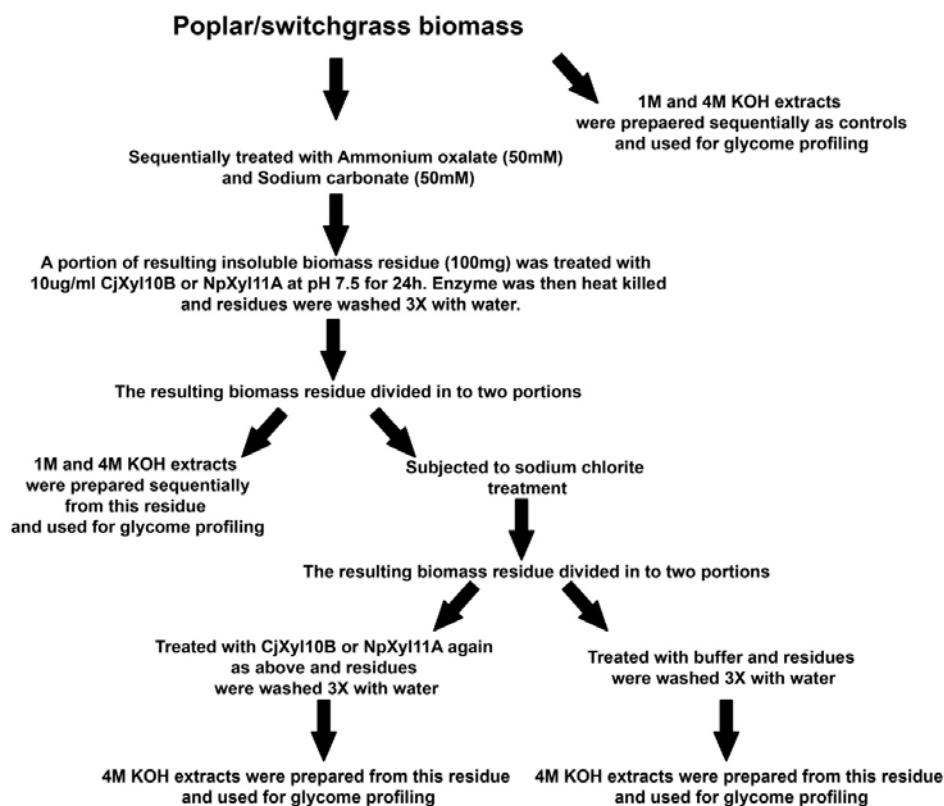 Poplar/switchgrass biomass
1M and 4M KOH extracts
were prepaered sequentially as controls
and used for glycome profiling
Sequentially treated with Ammonium oxalate (50mM)
and Sodium carbonate (50mM)
A portion of resulting insoluble biomass residue (100mg) was treated with
10ug/ml CjXyl10B or NpXyl11A at pH 7.5 for 24h. Enzyme was then heat killed
and residues were washed 3X with water.
The resulting biomass residue divided in to two portions
1M and 4M KOH extracts
were prepared sequentially
from this residue
and used for glycome profiling
Subjected to sodium chlorite
treatment
The resulting biomass residue divided in to two portions
Treated with CjXyl10B or NpXyl11A again
as above and residues
were washed 3X with water
Treated with buffer and residues
were washed 3X with water
4M KOH extracts were prepared from this residue
and used for glycome profiling
4M KOH extracts were prepared from this residue
and used for glycome profiling